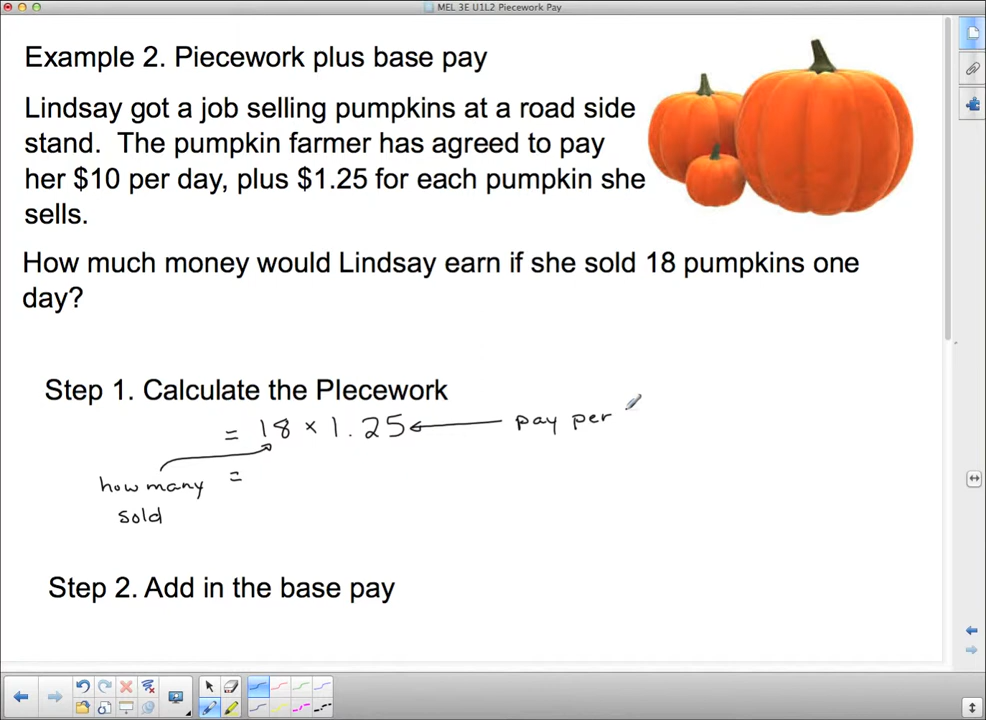 MEL 3E U1L2 Piecework Pay
Example 2. Piecework plus base pay
Lindsay got a job selling pumpkins at a road side
stand. The pumpkin farmer has agreed to pay
her $10 per day, plus $1.25 for each pumpkin she
sells.
How much money would Lindsay earn if she sold 18 pumpkins one
day?
Step 1. Calculate the PIecework
= 18 × 1.25 pay per
how many =
sold
Step 2. Add in the base pay